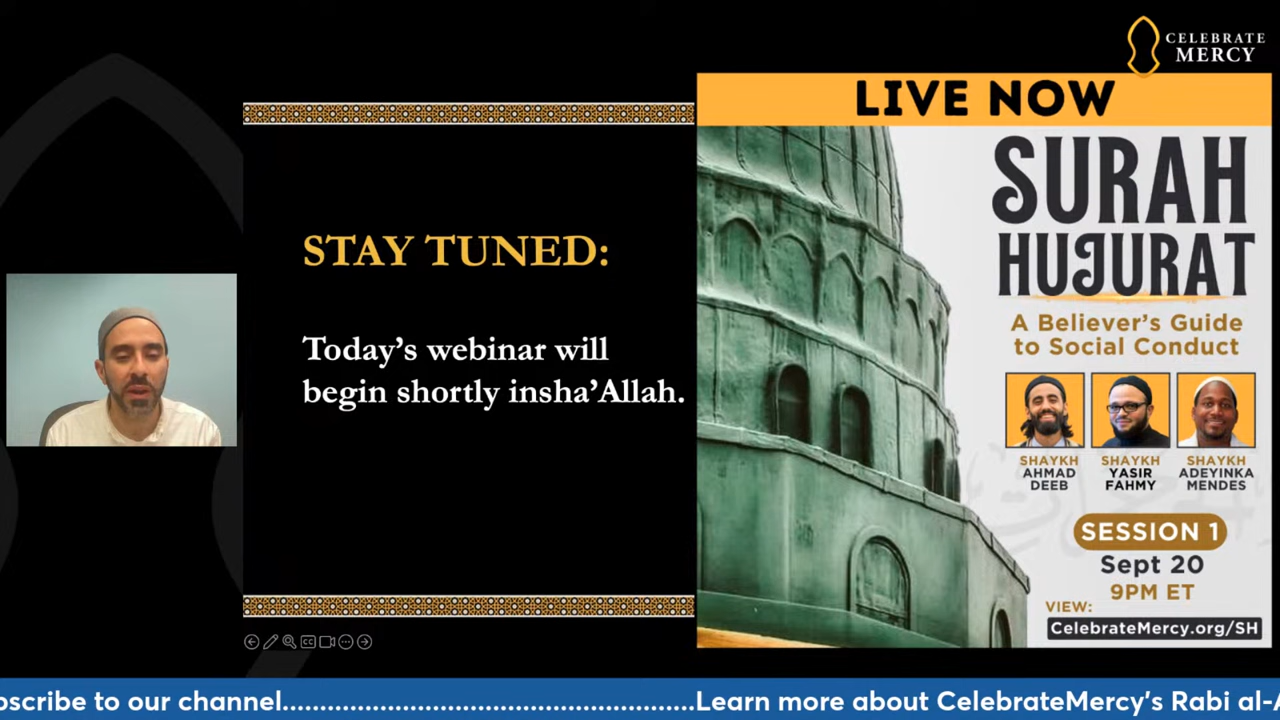 CELEBRATE
MERCY
LIVE NOW
SURAH
HUJURAT
A Believer's Guide
to Social Conduct
STAY TUNED:
Today's webinar will
begin shortly insha'Allah.
SHAYKH
AHMAD
DEEB
SHAYKH
YASIR
FAHMY
SHAYKH
ADEYINKA
MENDES
SESSION 1
Sept 20
9PM ET
VIEW:
CelebrateMercy.org/SH
to our channel.....................................................Learn more about CelebrateMercy's Rabi